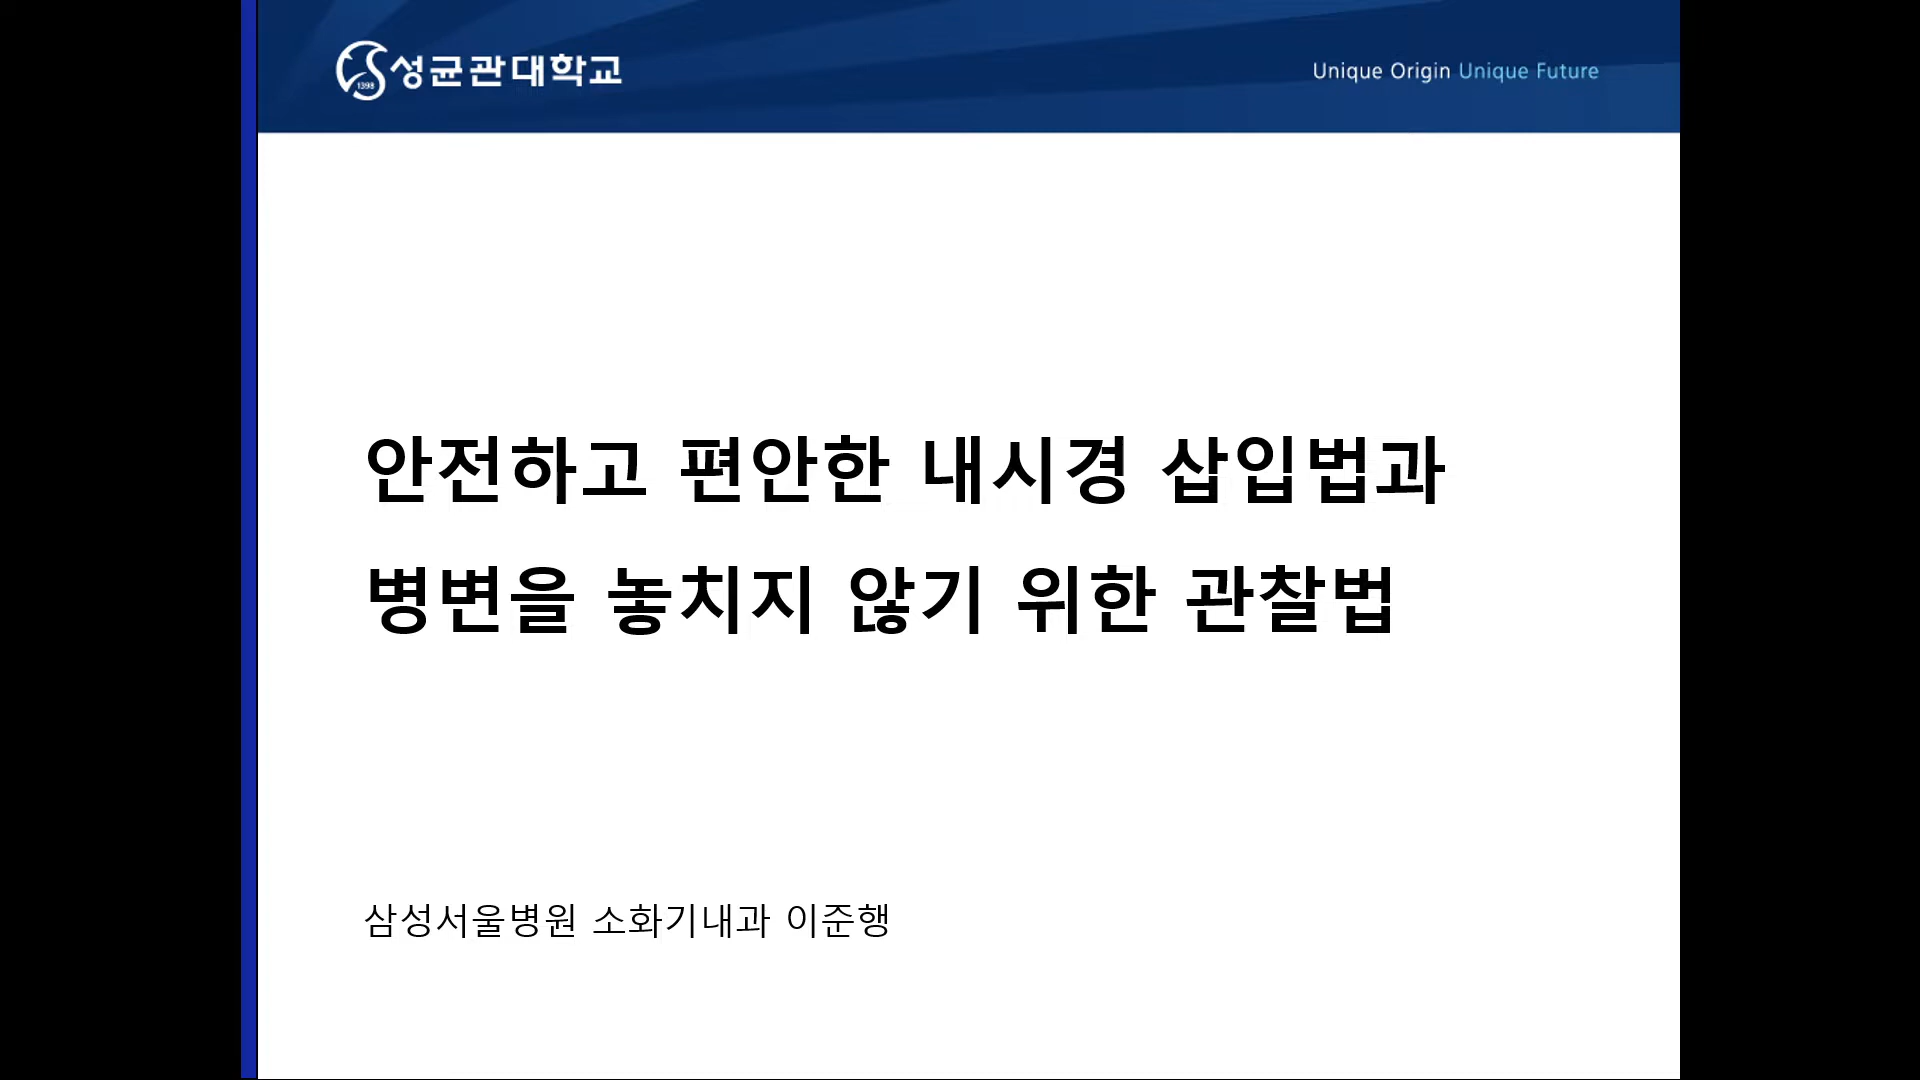 성균관대학교
1398
Unique Origin Unique Future
안전하고 편안한 내시경 삽입법과
병변을 놓치지 않기 위한 관찰법
삼성서울병원 소화기내과 이준행